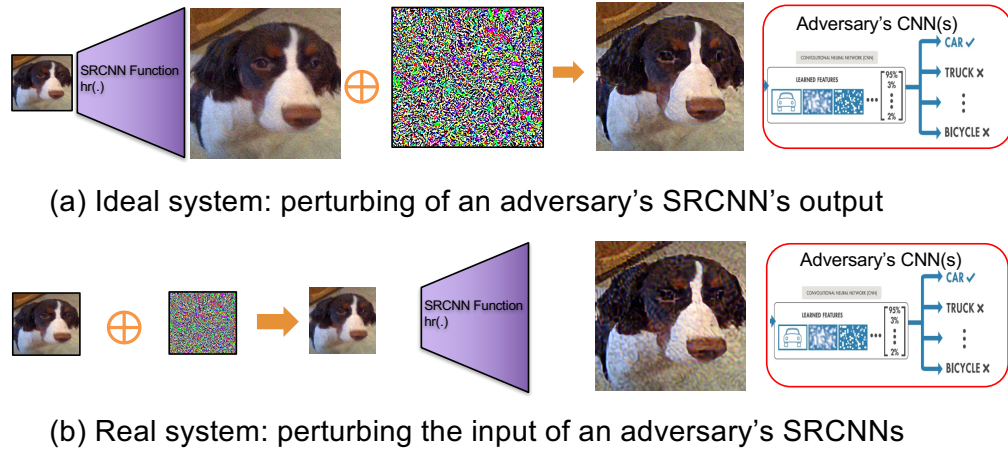 SRCNN Function
hr(.)
Adversary's CNN(s)
CONVOLUTIONAL NEURAL NETWORK (CNN)
LEARNED FEATURES
95%
3%
2%
CAR ✓
TRUCK ✕
BICYCLE ✕
(a) Ideal system: perturbing of an adversary's SRCNN's output
SRCNN Function
hr(.)
Adversary's CNN(s)
CONVOLUTIONAL NEURAL NETWORK (CNN)
LEARNED FEATURES
95%
3%
2%
CAR ✓
TRUCK ✕
BICYCLE ✕
(b) Real system: perturbing the input of an adversary's SRCNNs